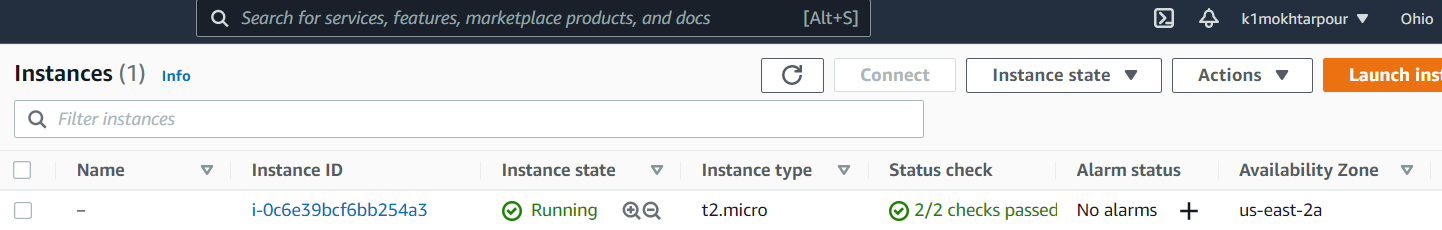 Search for services, features, marketplace products, and docs [Alt+S] k1mokhtarpour Ohio
Instances (1) Info Connect Instance state Actions Launch inst
Filter instances
Name Instance ID Instance state Instance type Status check Alarm status Availability Zone
– i-0c6e39bcf6bb254a3 Running t2.micro 2/2 checks passed No alarms + us-east-2a